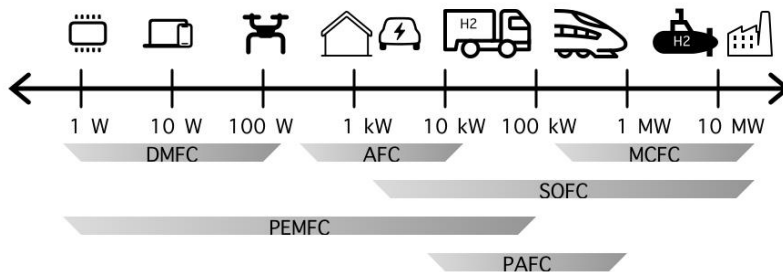 H2
H2
1 W 10 W 100 W 1 kW 10 kW 100 kW 1 MW 10 MW
DMFC AFC MCFC
SOFC
PEMFC
PAFC